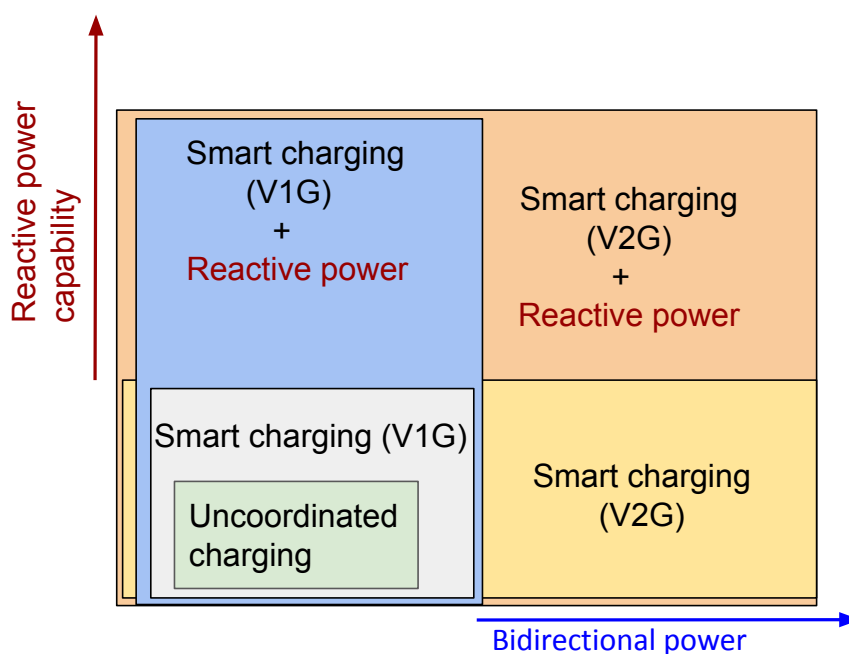 Reactive power
capability
Smart charging
(V1G)
+
Reactive power
Smart charging
(V2G)
+
Reactive power
Smart charging (V1G)
Uncoordinated
charging
Smart charging
(V2G)
Bidirectional power